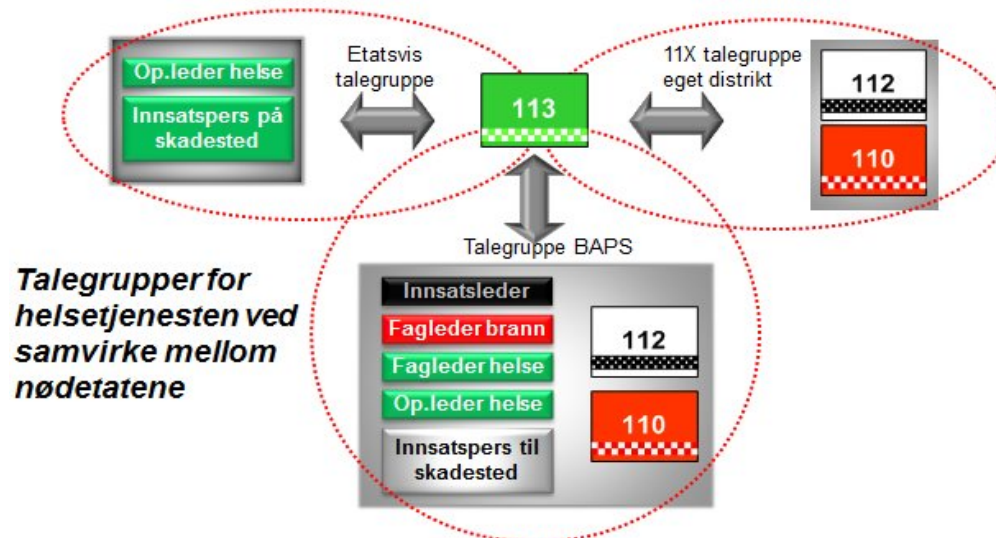 Op.leder helse
Innsatspers på
skadested
Etatsvis
talegruppe
113
11X talegruppe
eget distrikt
112
110
Talegruppe BAPS
Innsatsleder
Fagleder brann
Fagleder helse
Op.leder helse
Innsatspers til
skadested
112
110
Talegrupper for
helsetjenesten ved
samvirke mellom
nødetatene